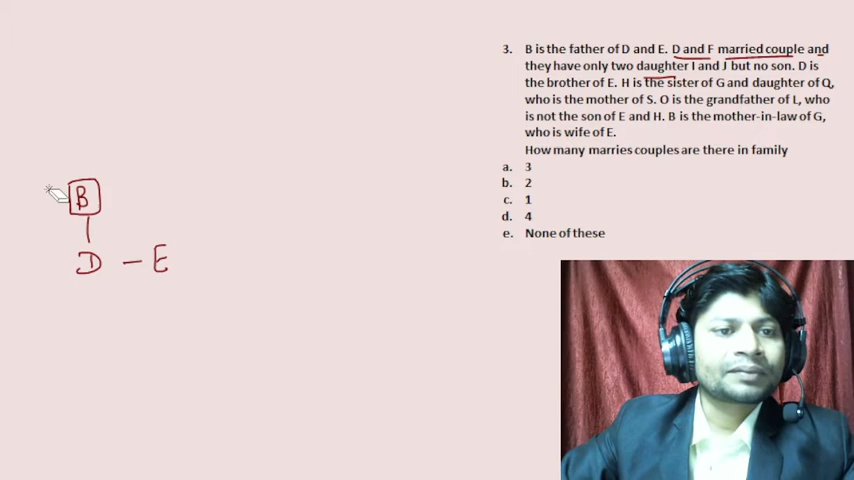 3. B is the father of D and E. D and F married couple and
they have only two daughter I and J but no son. D is
the brother of E. H is the sister of G and daughter of Q,
who is the mother of S. O is the grandfather of L, who
is not the son of E and H. B is the mother-in-law of G,
who is wife of E.
How many marries couples are there in family
a. 3
b. 2
c. 1
d. 4
e. None of these
B
D - E